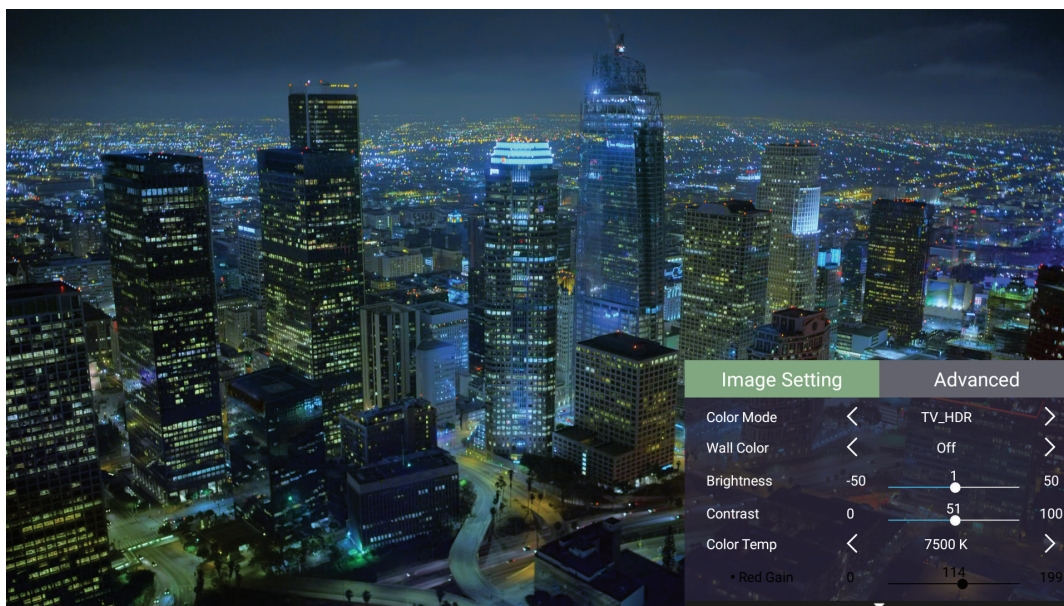 Image Setting Advanced
Color Mode TV_HDR
Wall Color Off
Brightness -50 1 50
Contrast 0 51 100
Color Temp 7500 K
• Red Gain 0 114 199